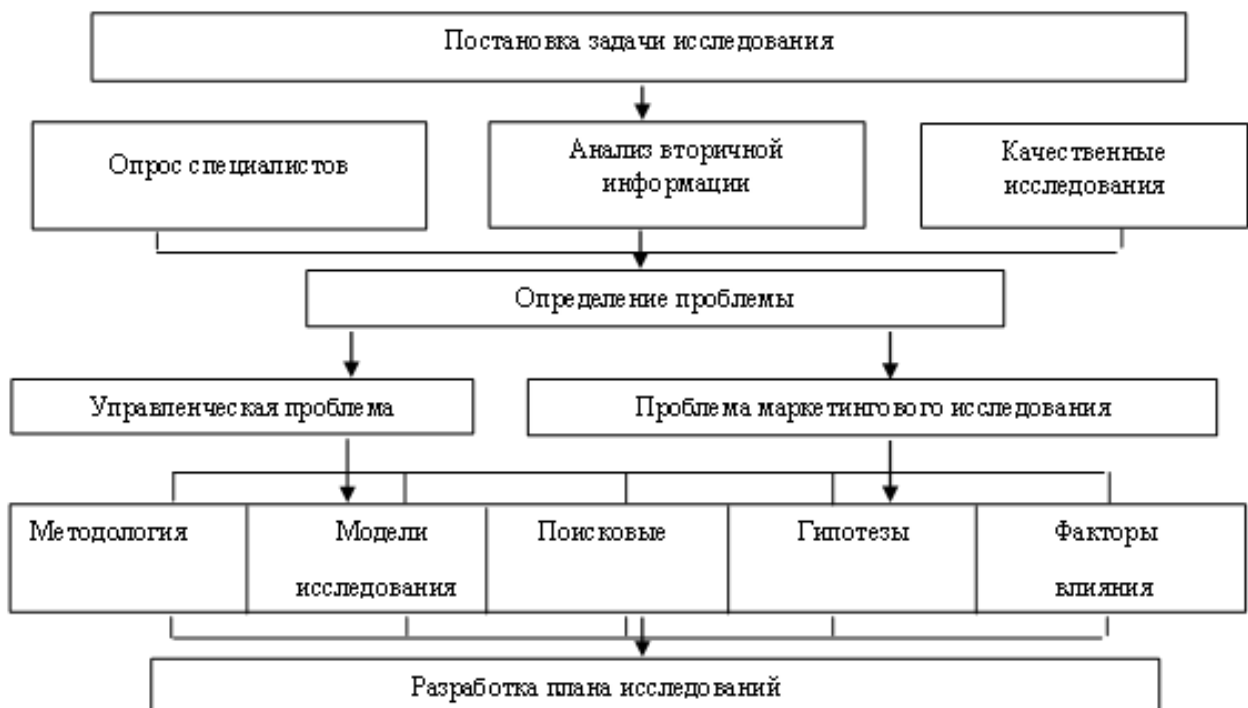 Постановка задачи исследования
Опрос специалистов
Анализ вторичной
информации
Качественные
исследования
Определение проблемы
Управленческая проблема
Проблема маркетингового исследования
Методология
Модели
исследования
Поисковые
Гипотезы
Факторы
влияния
Разработка плана исследований